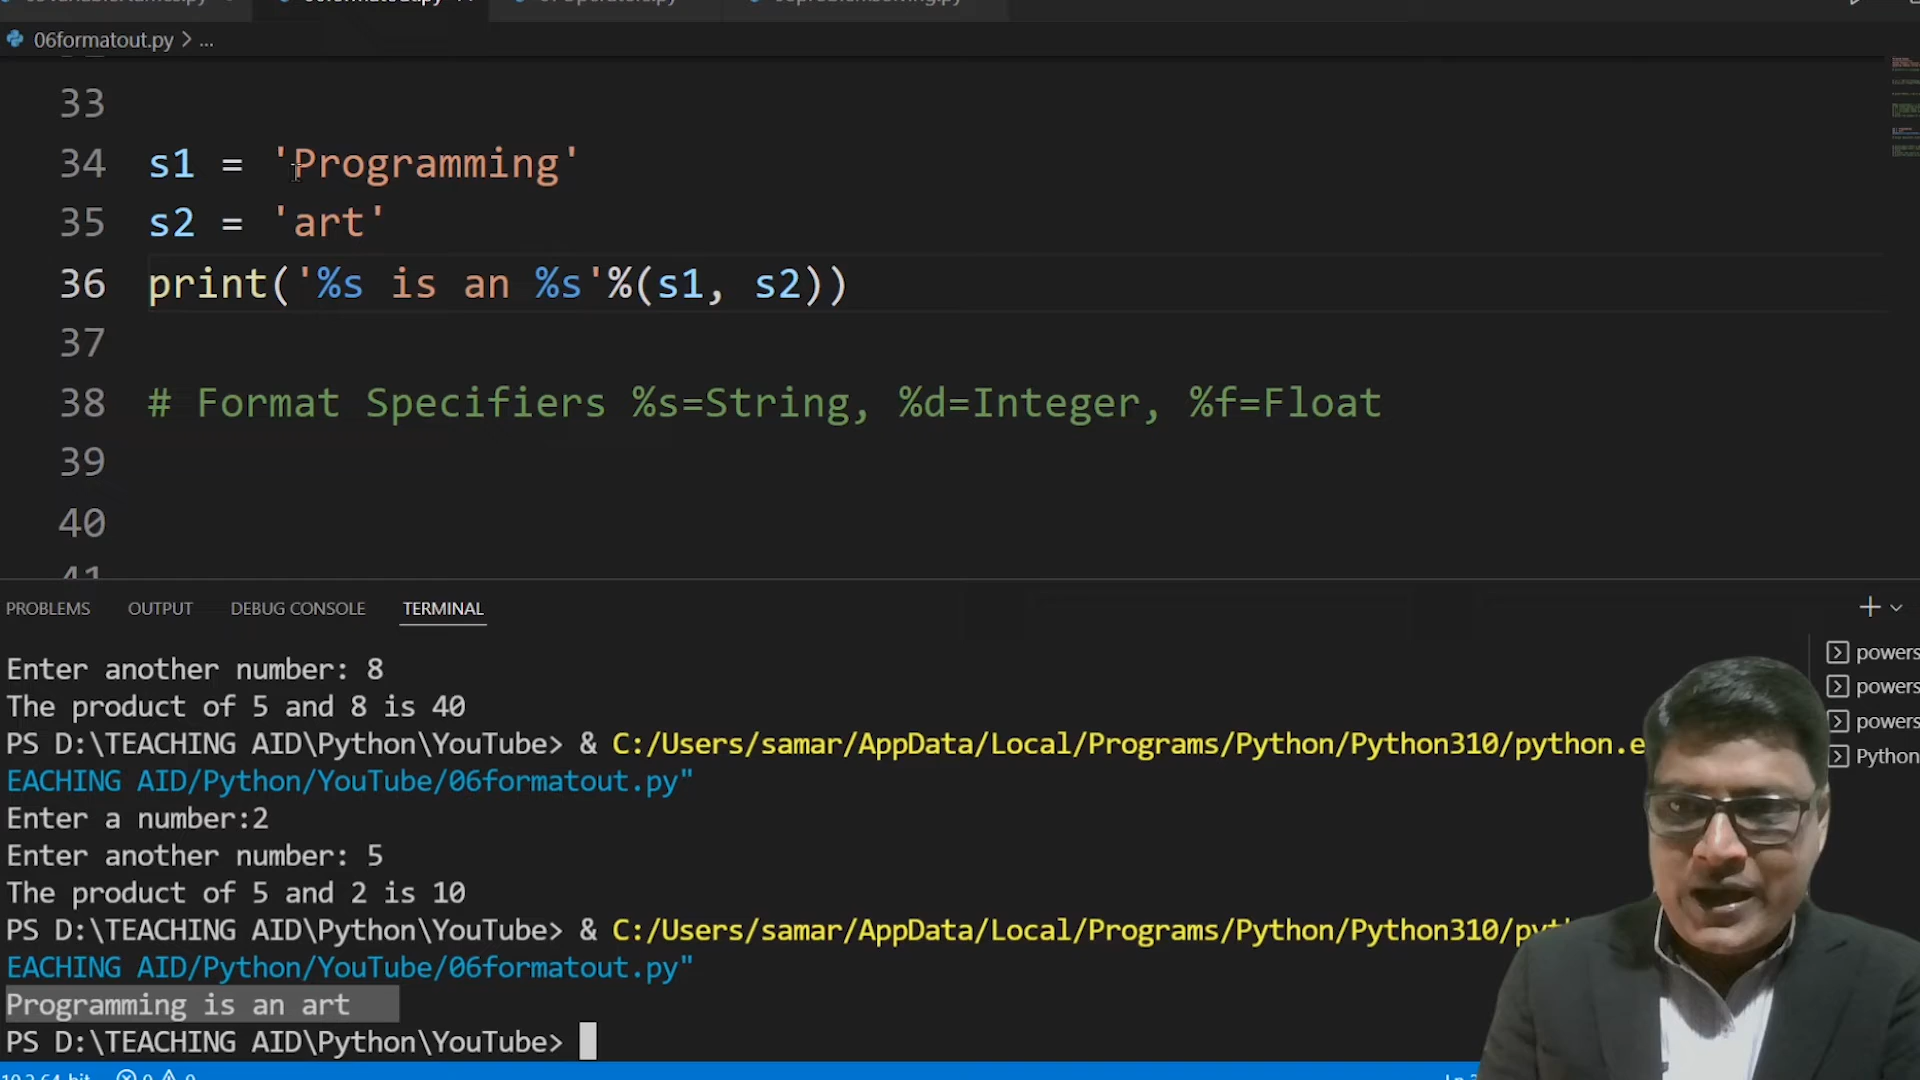 06formatout.py > ...
33
34 s1 = 'Programming'
35 s2 = 'art'
36 print('%s is an %s'%(s1, s2))
37
38 # Format Specifiers %s=String, %d=Integer, %f=Float
39
40
41
PROBLEMS OUTPUT DEBUG CONSOLE TERMINAL
Enter another number: 8
The product of 5 and 8 is 40
PS D:\TEACHING AID\Python\YouTube> & C:/Users/samar/AppData/Local/Programs/Python/Python310/python.e
EACHING AID/Python/YouTube/06formatout.py"
Enter a number:2
Enter another number: 5
The product of 5 and 2 is 10
PS D:\TEACHING AID\Python\YouTube> & C:/Users/samar/AppData/Local/Programs/Python/Python310/pyth
EACHING AID/Python/YouTube/06formatout.py"
Programming is an art
PS D:\TEACHING AID\Python\YouTube>
powers
powers
powers
Python